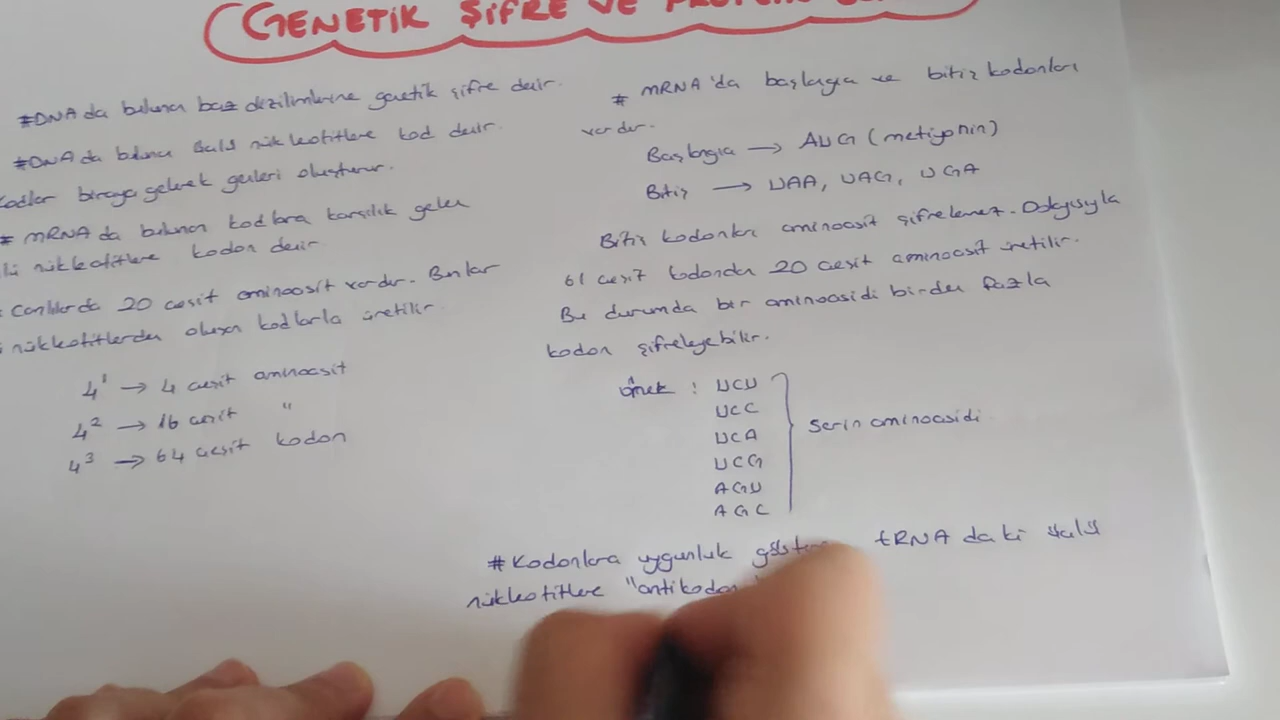 GENETİK ŞİFRE VE
#DNA da bulunan baz dizilimlerine genetik şifre denir.
#DNA da bulunan üçlü nükleotitlere kod denir.
Kodlar biraraya gelerek genleri oluşturur.
# mRNA da bulunan kodlara karşılık gelen
nükleotitlere kodon denir.
Canlılarda 20 çeşit aminoasit vardır. Bunlar
nükleotitlerden oluşan kodlarla üretilir.
4¹ → 4 çeşit aminoasit
4² → 16 çeşit "
4³ → 64 çeşit kodon
# mRNA'da başlangıç ve bitiş kodonları
vardır.
Başlangıç → AUG (metiyonin)
Bitiş → UAA, UAG, UGA
Bitiş kodonları aminoasit şifrelemez. Dolayısıyla
61 çeşit kodondan 20 çeşit aminoasit üretilir.
Bu durumda bir aminoasidi birden fazla
kodon şifreleyebilir.
Örnek : UCU
UCC
UCA
UCG
AGU
AGC
Serin aminoasidi
#Kodonlara uygunluk tRNA daki üçlü
nükleotitlere "antikodon